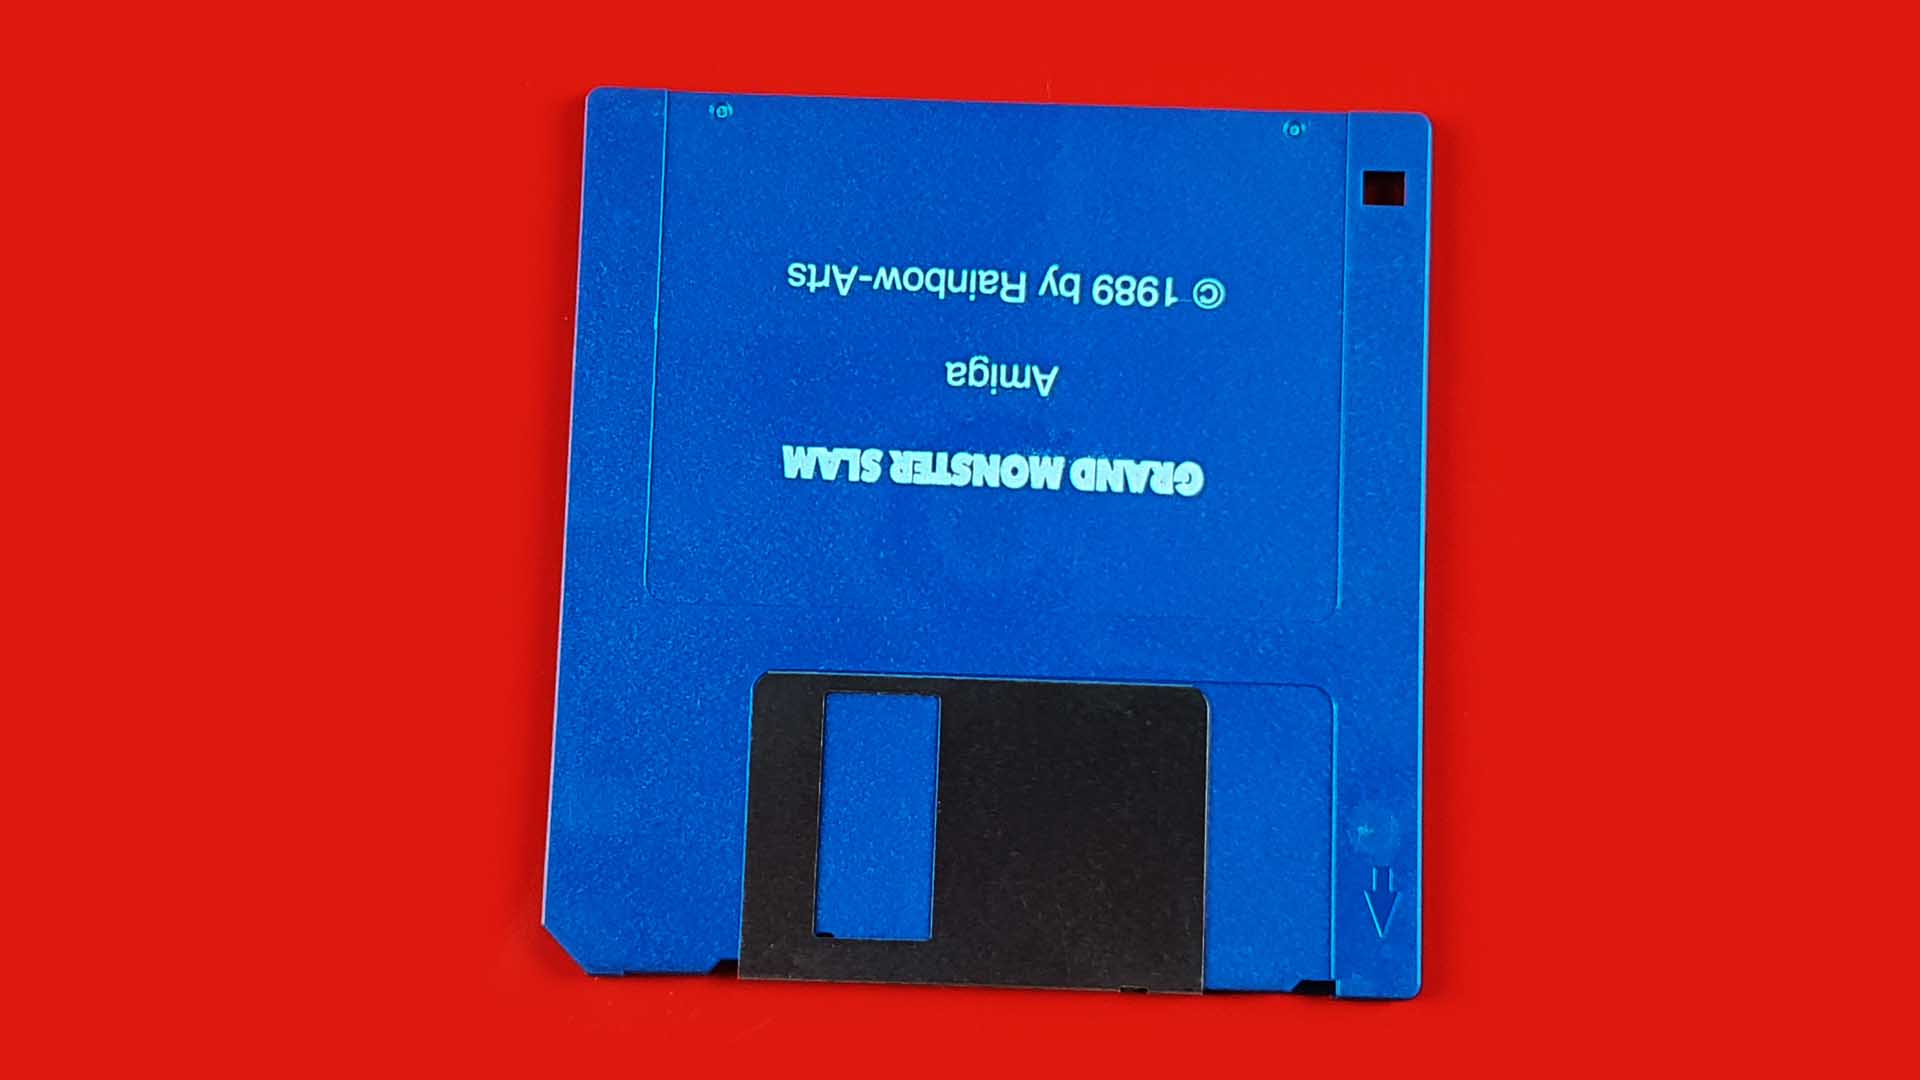 GRAND MONSTER SLAM
Amiga
© 1989 by Rainbow-Arts